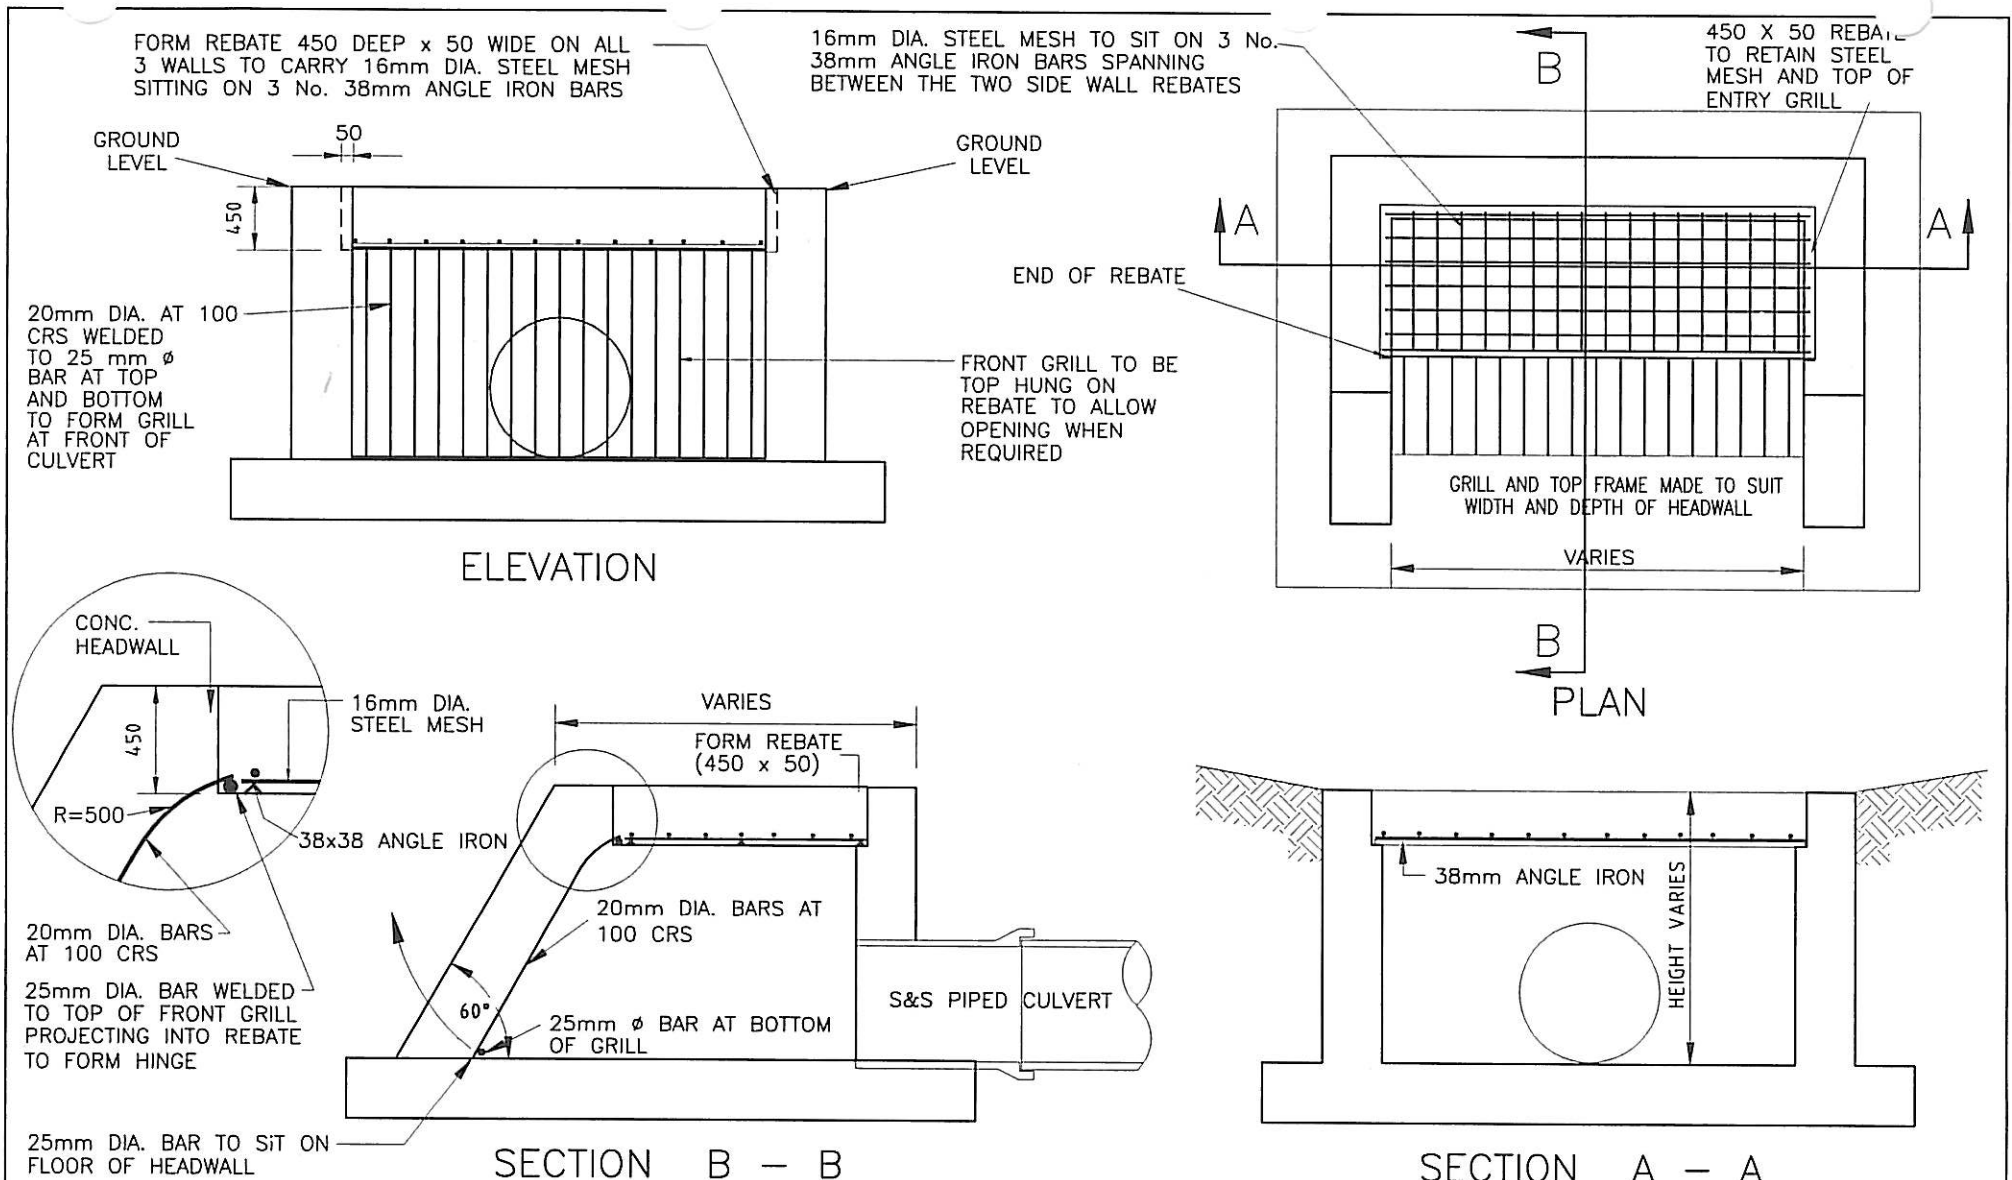 FORM REBATE 450 DEEP x 50 WIDE ON ALL
3 WALLS TO CARRY 16mm DIA. STEEL MESH
SITTING ON 3 No. 38mm ANGLE IRON BARS
16mm DIA. STEEL MESH TO SIT ON 3 No.
38mm ANGLE IRON BARS SPANNING
BETWEEN THE TWO SIDE WALL REBATES
450 X 50 REBATE
TO RETAIN STEEL
MESH AND TOP OF
ENTRY GRILL
B
GROUND
LEVEL
50
GROUND
LEVEL
450
A
A
END OF REBATE
20mm DIA. AT 100
CRS WELDED
TO 25 mm ø
BAR AT TOP
AND BOTTOM
TO FORM GRILL
AT FRONT OF
CULVERT
FRONT GRILL TO BE
TOP HUNG ON
REBATE TO ALLOW
OPENING WHEN
REQUIRED
GRILL AND TOP FRAME MADE TO SUIT
WIDTH AND DEPTH OF HEADWALL
VARIES
ELEVATION
B
PLAN
CONC.
HEADWALL
450
16mm DIA.
STEEL MESH
R=500
38x38 ANGLE IRON
20mm DIA. BARS
AT 100 CRS
25mm DIA. BAR WELDED
TO TOP OF FRONT GRILL
PROJECTING INTO REBATE
TO FORM HINGE
25mm DIA. BAR TO SiT ON
FLOOR OF HEADWALL
VARIES
FORM REBATE
(450 x 50)
20mm DIA. BARS AT
100 CRS
60°
25mm ø BAR AT BOTTOM
OF GRILL
S&S PIPED CULVERT
SECTION B – B
38mm ANGLE IRON
HEIGHT VARIES
SECTION A – A